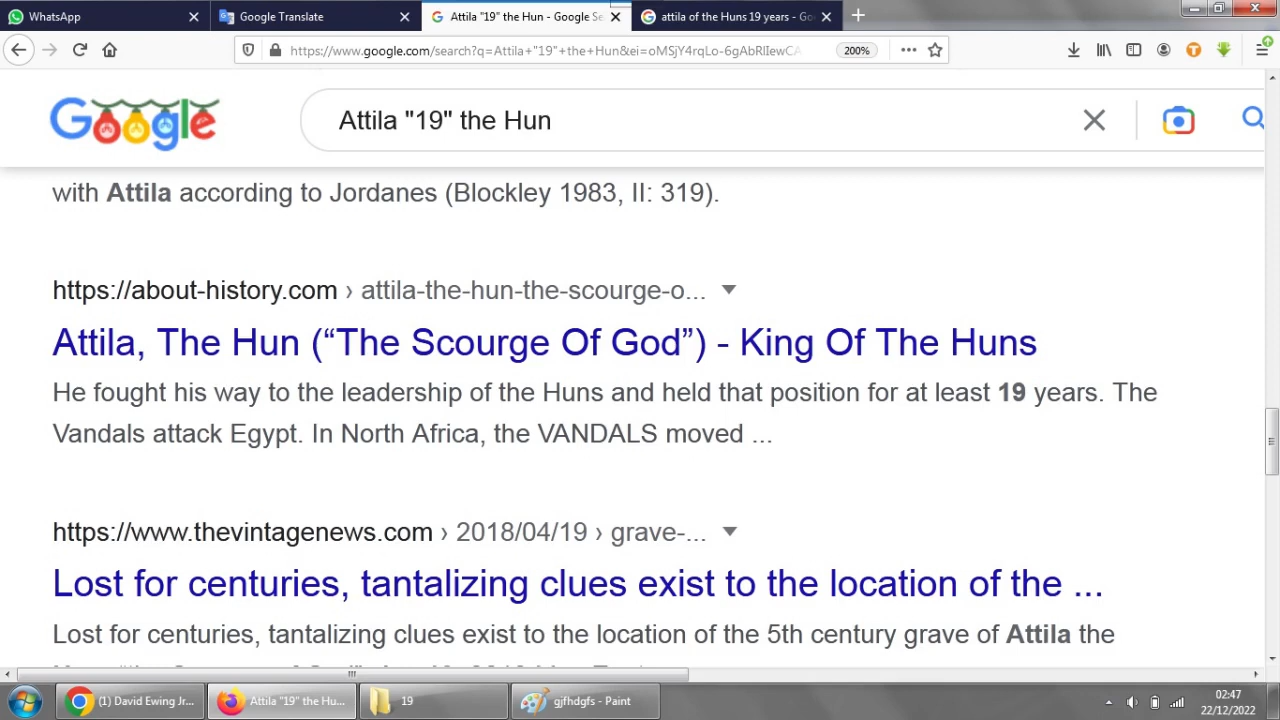 WhatsApp
Google Translate
Attila "19" the Hun - Google Se
attila of the Huns 19 years - Go
https://www.google.com/search?q=Attila+"19"+the+Hun&ei=oMSjY4rqLo-6gAbRlIewCA
200%
Google
Attila "19" the Hun
with Attila according to Jordanes (Blockley 1983, II: 319).
https://about-history.com › attila-the-hun-the-scourge-o...
Attila, The Hun (“The Scourge Of God”) - King Of The Huns
He fought his way to the leadership of the Huns and held that position for at least 19 years. The
Vandals attack Egypt. In North Africa, the VANDALS moved ...
https://www.thevintagenews.com › 2018/04/19 › grave-...
Lost for centuries, tantalizing clues exist to the location of the ...
Lost for centuries, tantalizing clues exist to the location of the 5th century grave of Attila the
(1) David Ewing Jr...
Attila "19" the Hu...
19
gjfhdgfs - Paint
02:47
22/12/2022